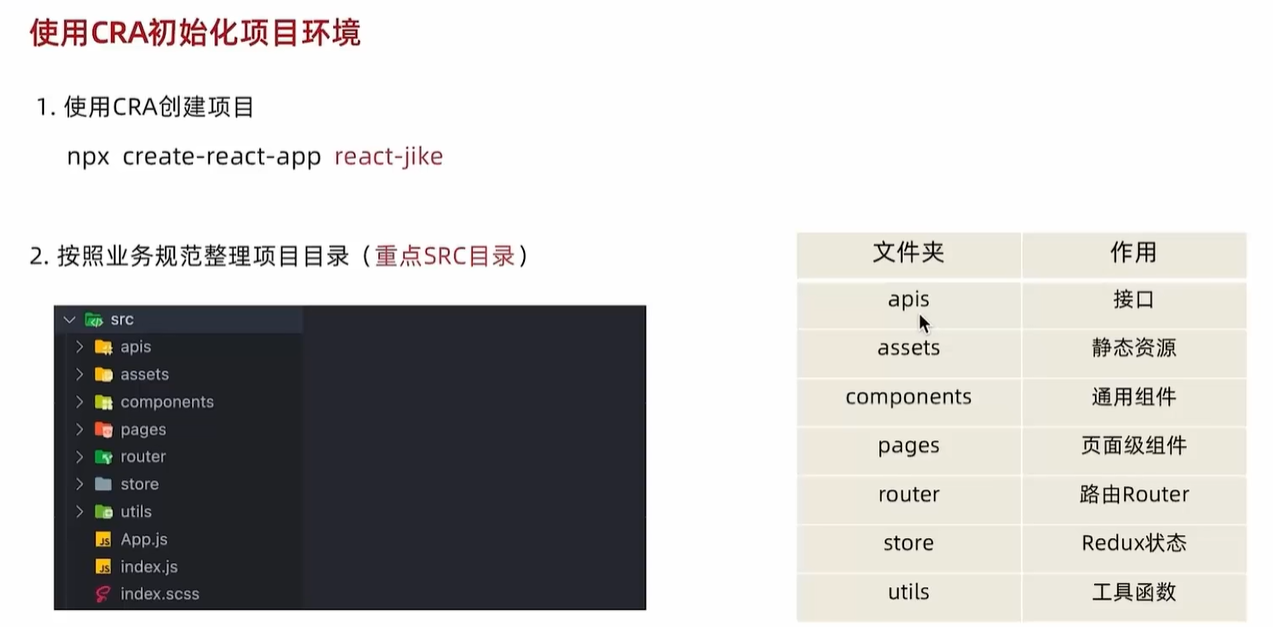 使用CRA初始化项目环境
1. 使用CRA创建项目
npx create-react-app react-jike
2. 按照业务规范整理项目目录（重点SRC目录）
src
apis
assets
components
pages
router
store
utils
App.js
index.js
index.scss
文件夹 作用
apis 接口
assets 静态资源
components 通用组件
pages 页面级组件
router 路由Router
store Redux状态
utils 工具函数